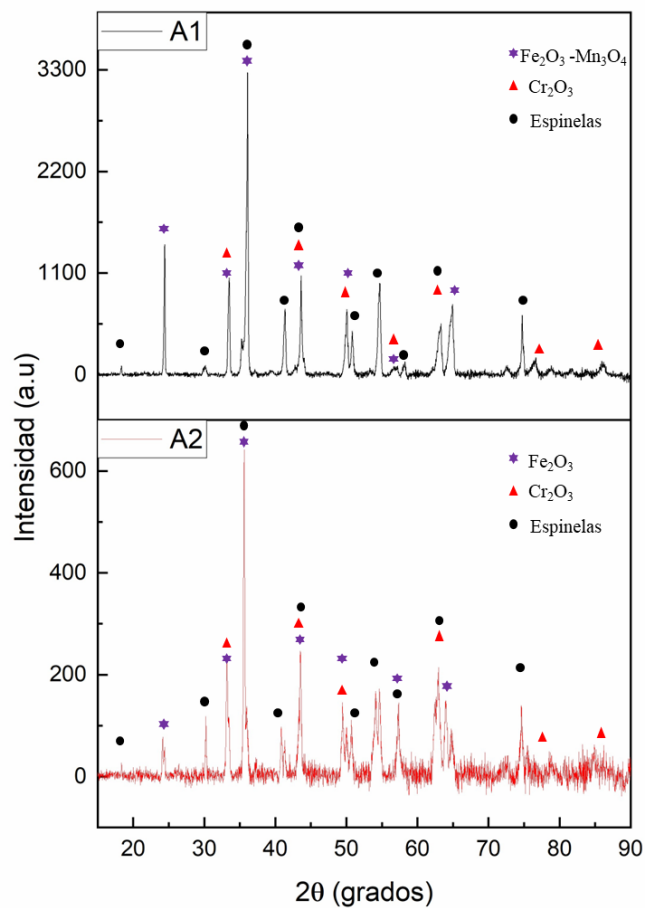 A1
Fe₂O₃ -Mn₃O₄
Cr₂O₃
Espinelas
3300
2200
1100
0
A2
Fe₂O₃
Cr₂O₃
Espinelas
600
400
200
0
Intensidad (a.u)
20 30 40 50 60 70 80 90
2θ (grados)